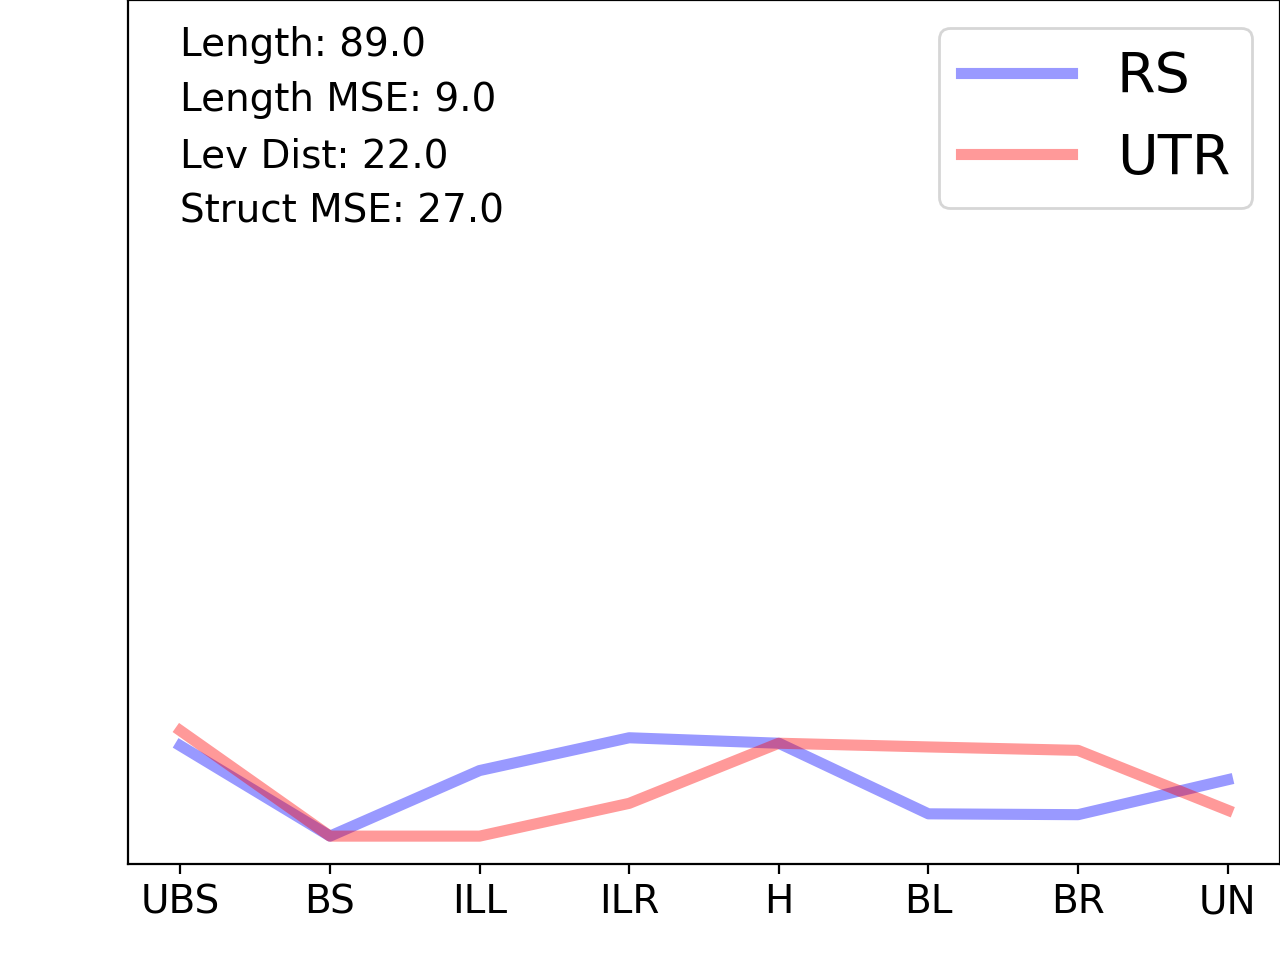 Length: 89.0
Length MSE: 9.0
Lev Dist: 22.0
Struct MSE: 27.0
RS
UTR
UBS BS ILL ILR H BL BR UN